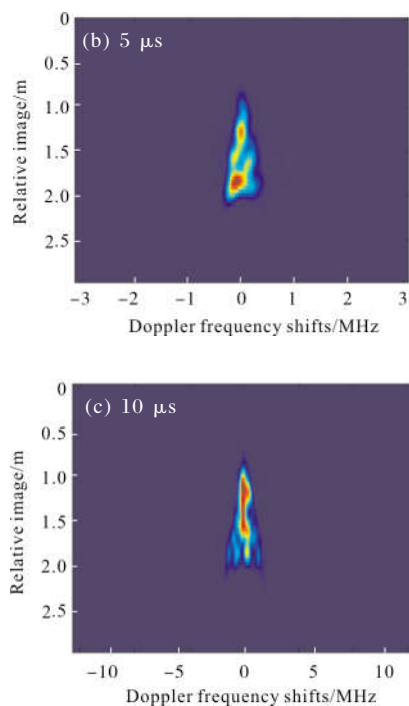 (b) 5 μs
0
0.5
1.0
1.5
2.0
2.5
Relative image/m
−3 −2 −1 0 1 2 3
Doppler frequency shifts/MHz
(c) 10 μs
0
0.5
1.0
1.5
2.0
2.5
Relative image/m
−10 −5 0 5 10
Doppler frequency shifts/MHz